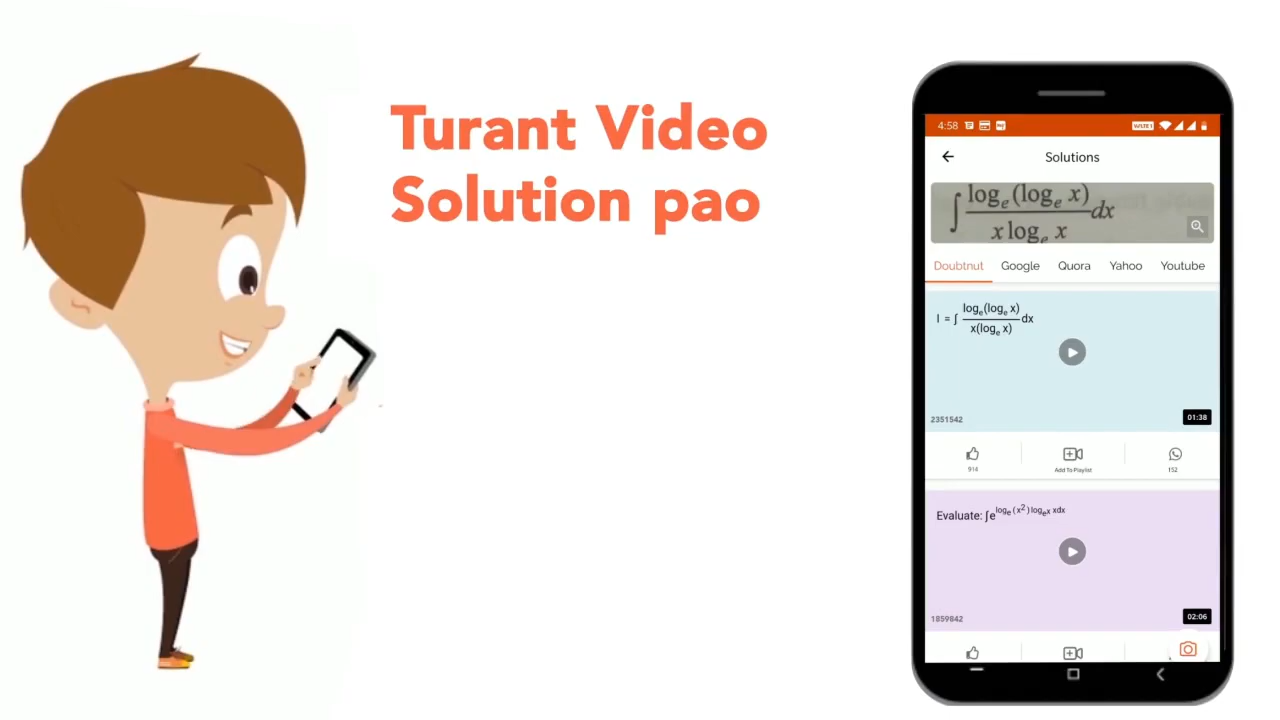 Turant Video
Solution pao
4:58
Solutions
∫ logₑ(logₑ x) / x logₑ x dx
Doubtnut Google Quora Yahoo Youtube
I = ∫ logₑ(logₑ x) / x(logₑ x) dx
2351542 01:38
914 Add To Playlist 152
Evaluate: ∫e^logₑ(x²)logₑx xdx
1859842 02:06